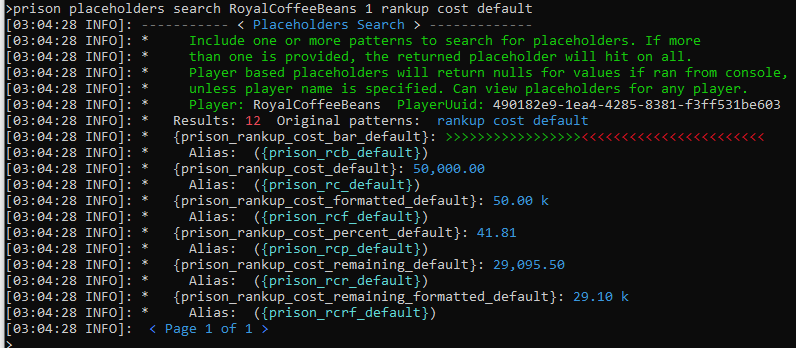 >prison placeholders search RoyalCoffeeBeans 1 rankup cost default
[03:04:28 INFO]: ------------ < Placeholders Search > -------------
[03:04:28 INFO]: *     Include one or more patterns to search for placeholders. If more
[03:04:28 INFO]: *     than one is provided, the returned placeholder will hit on all.
[03:04:28 INFO]: *     Player based placeholders will return nulls for values if ran from console,
[03:04:28 INFO]: *     unless player name is specified. Can view placeholders for any player.
[03:04:28 INFO]: *     Player: RoyalCoffeeBeans  PlayerUuid: 490182e9-1ea4-4285-8381-f3ff531be603
[03:04:28 INFO]: *   Results: 12  Original patterns:  rankup cost default
[03:04:28 INFO]: *   {prison_rankup_cost_bar_default}: >>>>>>>>>>>>>>>>><<<<<<<<<<<<<<<<<<<<<<<
[03:04:28 INFO]: *     Alias:  ({prison_rcb_default})
[03:04:28 INFO]: *   {prison_rankup_cost_default}: 50,000.00
[03:04:28 INFO]: *     Alias:  ({prison_rc_default})
[03:04:28 INFO]: *   {prison_rankup_cost_formatted_default}: 50.00 k
[03:04:28 INFO]: *     Alias:  ({prison_rcf_default})
[03:04:28 INFO]: *   {prison_rankup_cost_percent_default}: 41.81
[03:04:28 INFO]: *     Alias:  ({prison_rcp_default})
[03:04:28 INFO]: *   {prison_rankup_cost_remaining_default}: 29,095.50
[03:04:28 INFO]: *     Alias:  ({prison_rcr_default})
[03:04:28 INFO]: *   {prison_rankup_cost_remaining_formatted_default}: 29.10 k
[03:04:28 INFO]: *     Alias:  ({prison_rcrf_default})
[03:04:28 INFO]:  < Page 1 of 1 >
>